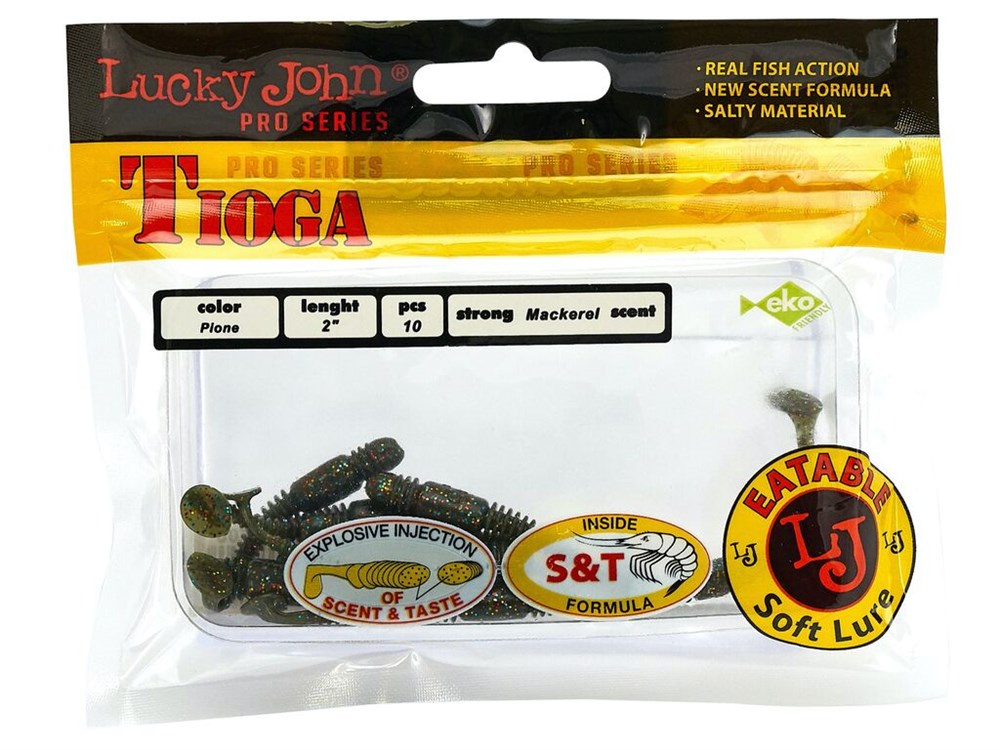 Lucky John®
PRO SERIES
· REAL FISH ACTION
· NEW SCENT FORMULA
· SALTY MATERIAL
PRO SERIES PRO SERIES
TIOGA
color
Plone
lenght
2"
pcs
10
strong Mackerel scent
eko
FRIENDLY
EXPLOSIVE INJECTION
OF
SCENT & TASTE
INSIDE
S&T
FORMULA
EATABLE
LJ LJ LJ
Soft Lure